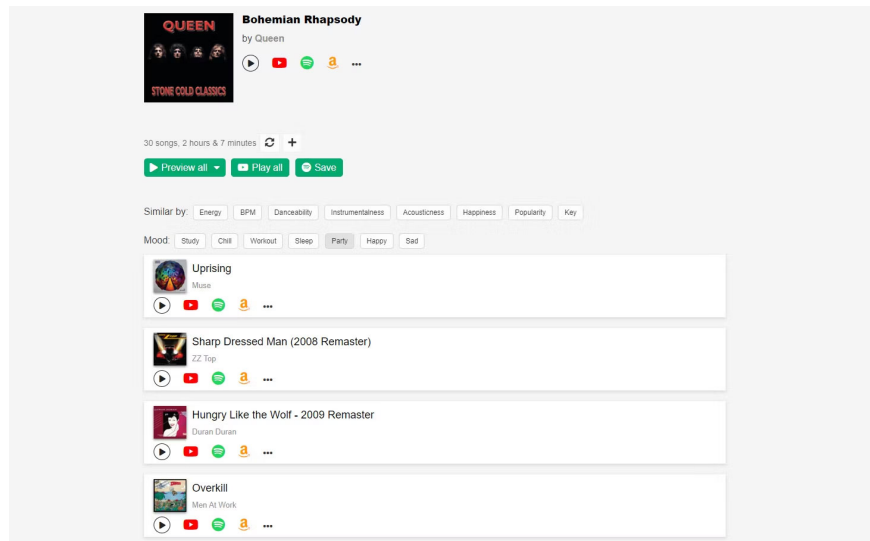 QUEEN
STONE COLD CLASSICS
Bohemian Rhapsody
by Queen
30 songs, 2 hours & 7 minutes
Preview all
Play all
Save
Similar by: Energy BPM Danceability Instrumentalness Acousticness Happiness Popularity Key
Mood: Study Chill Workout Sleep Party Happy Sad
Uprising
Muse
Sharp Dressed Man (2008 Remaster)
ZZ Top
Hungry Like the Wolf - 2009 Remaster
Duran Duran
Overkill
Men At Work